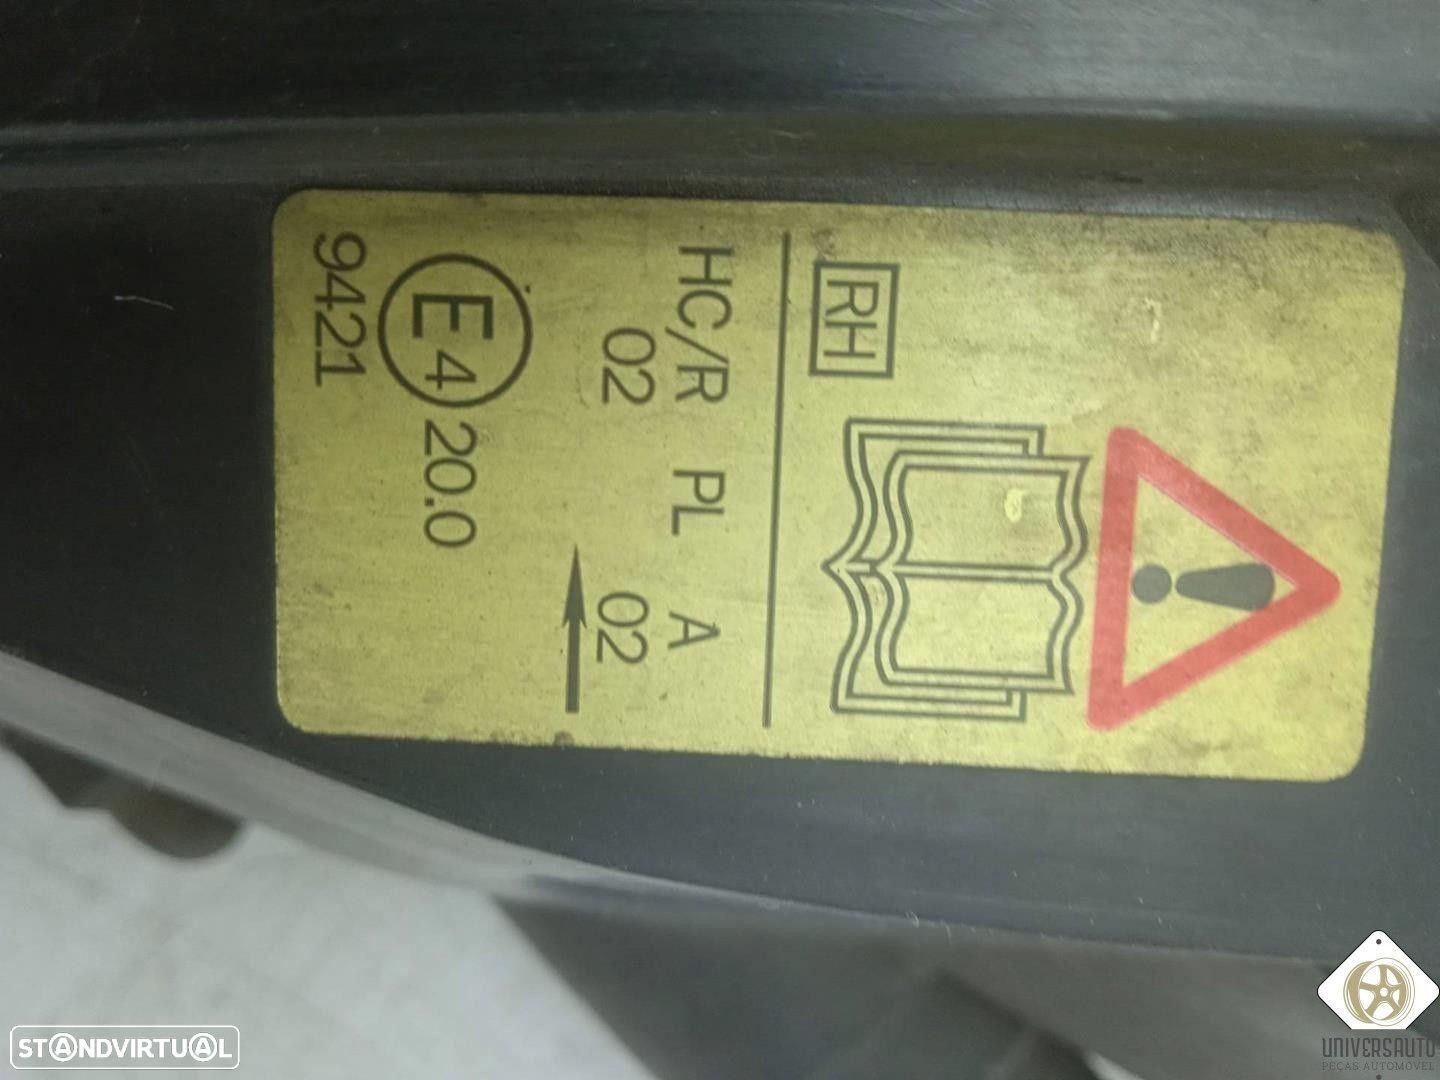 RH
HC/R PL A
02 02
E4 20.0
9421
STANDVIRTUAL
UNIVERSAUTO
PEÇAS AUTOMÓVEL